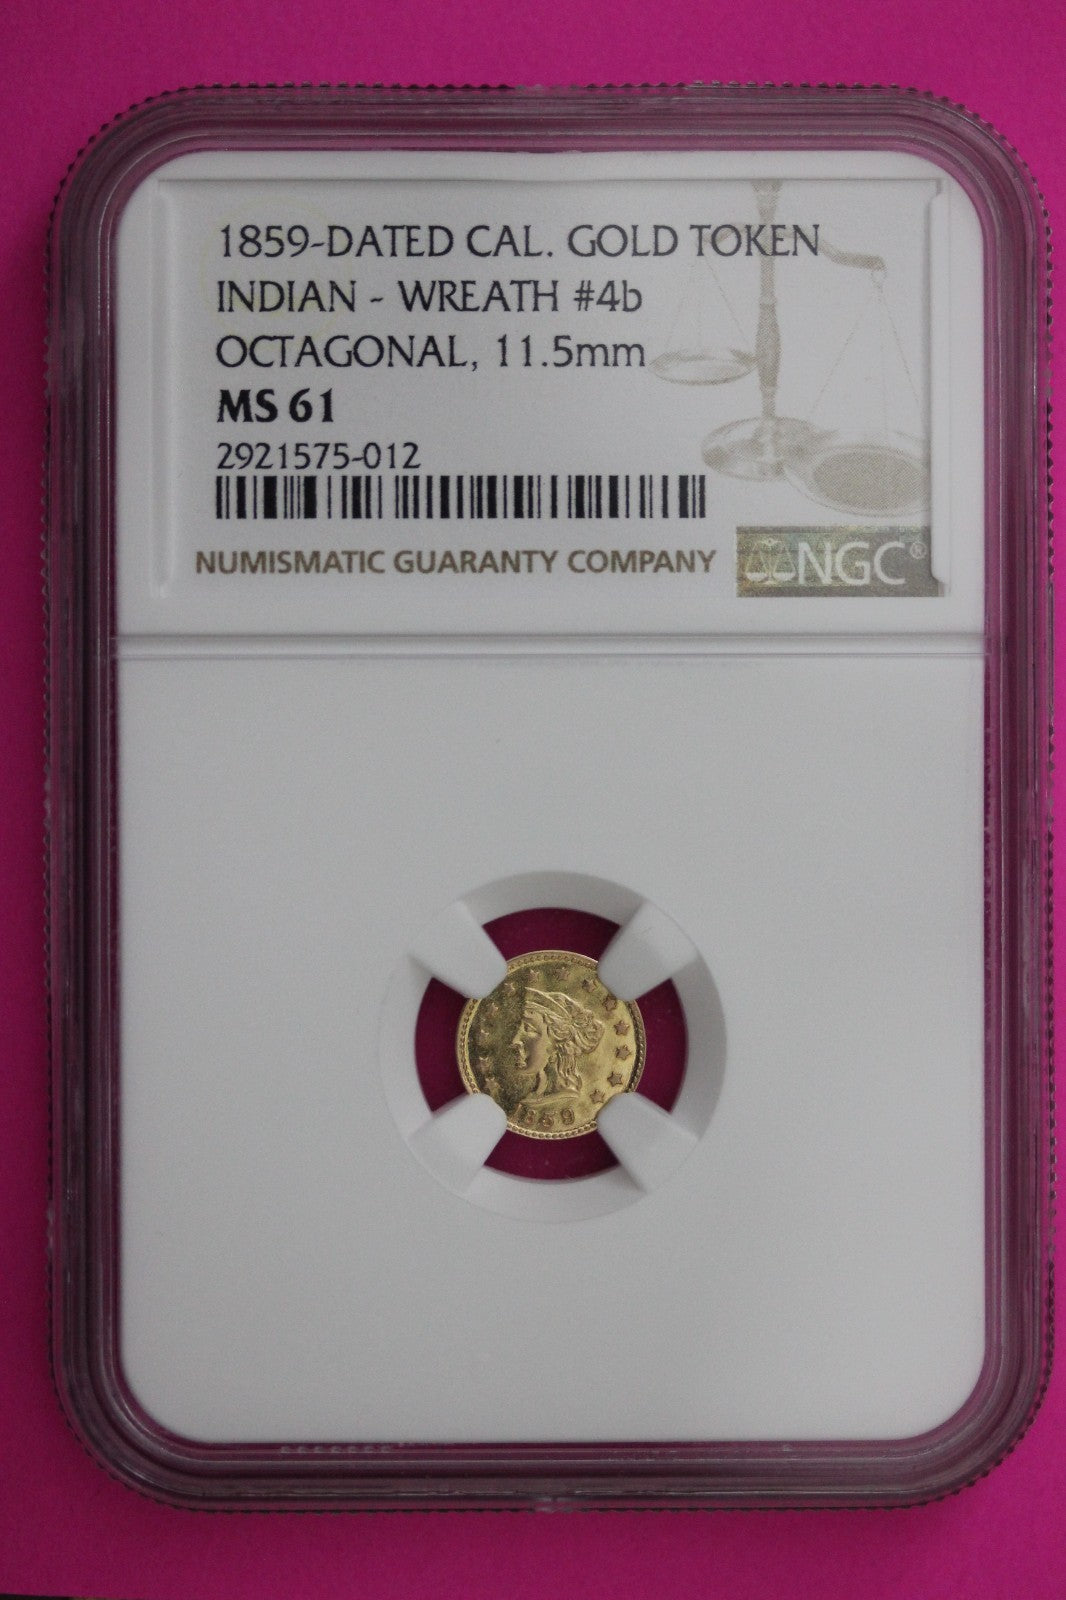 1859-DATED CAL. GOLD TOKEN
INDIAN - WREATH #4b
OCTAGONAL, 11.5mm
MS 61
2921575-012
NUMISMATIC GUARANTY COMPANY
NGC®
1859